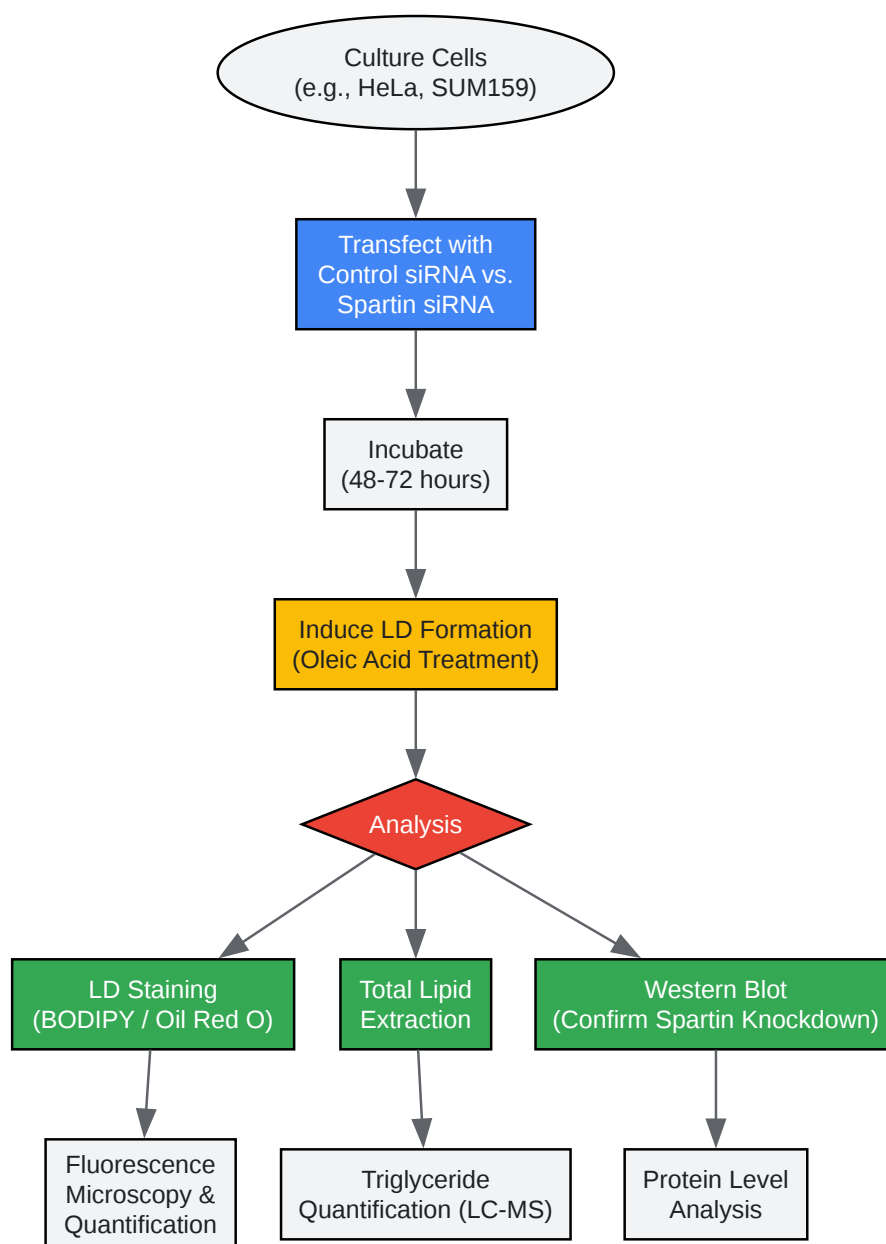 Culture Cells
(e.g., HeLa, SUM159)
Transfect with
Control siRNA vs.
Spartin siRNA
Incubate
(48-72 hours)
Induce LD Formation
(Oleic Acid Treatment)
Analysis
LD Staining
(BODIPY / Oil Red O)
Total Lipid
Extraction
Western Blot
(Confirm Spartin Knockdown)
Fluorescence
Microscopy &
Quantification
Triglyceride
Quantification (LC-MS)
Protein Level
Analysis